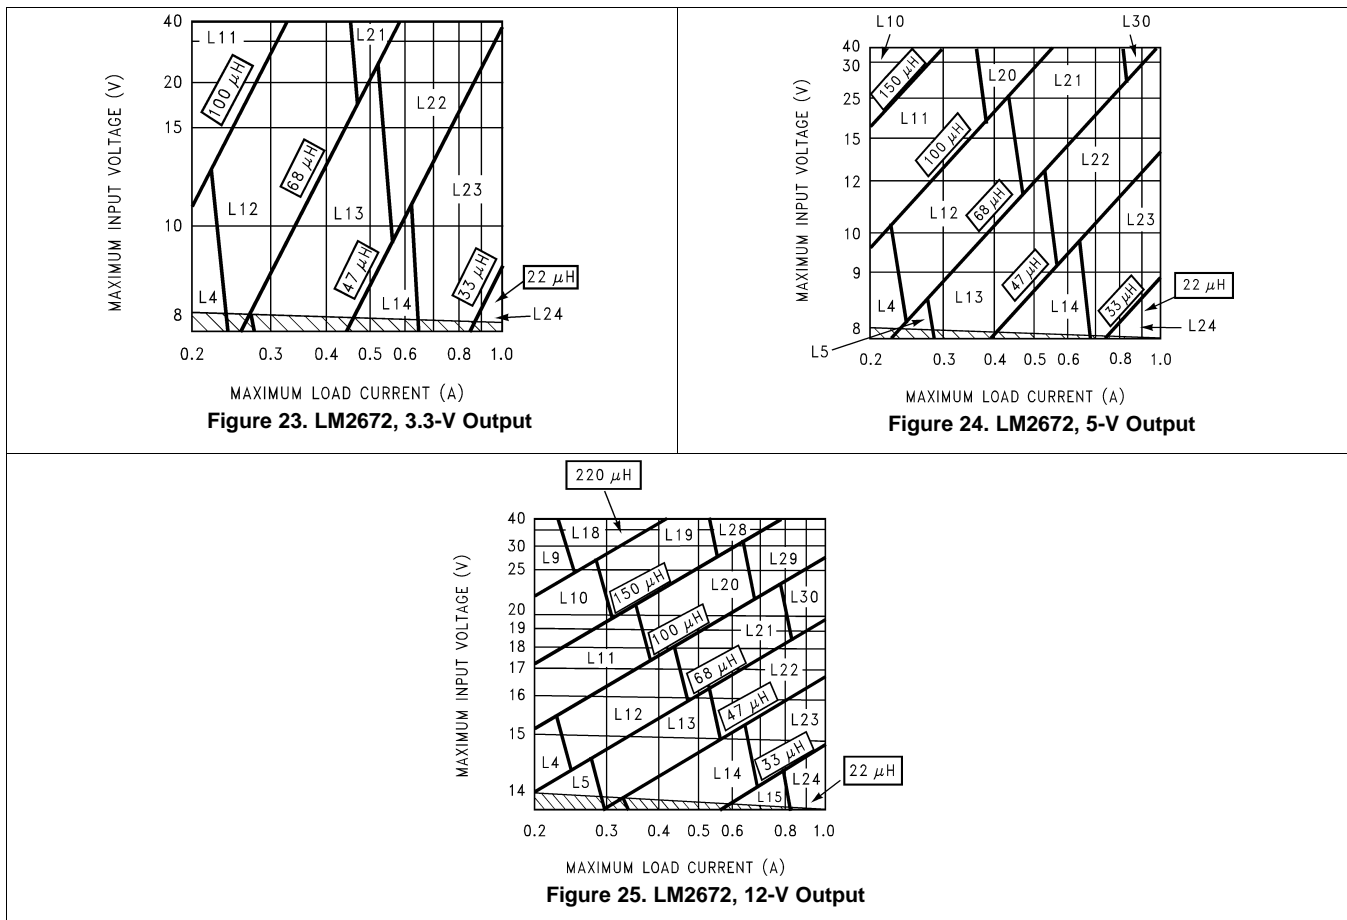 MAXIMUM INPUT VOLTAGE (V)
40
20
15
10
8
L11
L21
100 μH
L22
68 μH
L23
L12
L13
47 μH
33 μH
22 μH
L4
L14
L24
0.2 0.3 0.4 0.5 0.6 0.8 1.0
MAXIMUM LOAD CURRENT (A)
Figure 23. LM2672, 3.3-V Output
L10
L30
MAXIMUM INPUT VOLTAGE (V)
40
30
25
15
12
10
9
8
150 μH
L20
L21
L11
100 μH
L22
L12
68 μH
L23
47 μH
L4
L13
L14
33 μH
22 μH
L5
L24
0.2 0.3 0.4 0.5 0.6 0.8 1.0
MAXIMUM LOAD CURRENT (A)
Figure 24. LM2672, 5-V Output
220 μH
MAXIMUM INPUT VOLTAGE (V)
40
30
25
20
19
18
17
16
15
14
L18
L19
L28
L9
L29
L10
150 μH
L20
L30
100 μH
L21
L11
68 μH
L22
L12
L13
47 μH
L23
L4
L5
L14
33 μH
L24
22 μH
L15
0.2 0.3 0.4 0.5 0.6 0.8 1.0
MAXIMUM LOAD CURRENT (A)
Figure 25. LM2672, 12-V Output